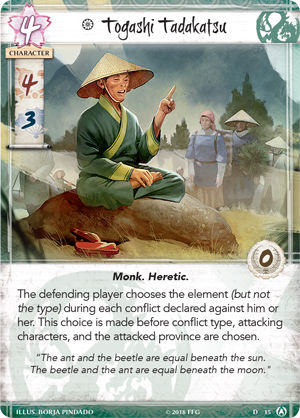 4
Togashi Tadakatsu
CHARACTER
4
3
0
Monk. Heretic.
The defending player chooses the element (but not
the type) during each conflict declared against him or
her. This choice is made before conflict type, attacking
characters, and the attacked province are chosen.
"The ant and the beetle are equal beneath the sun.
The beetle and the ant are equal beneath the moon."
ILLUS. BORJA PINDADO © 2018 FFG D 15